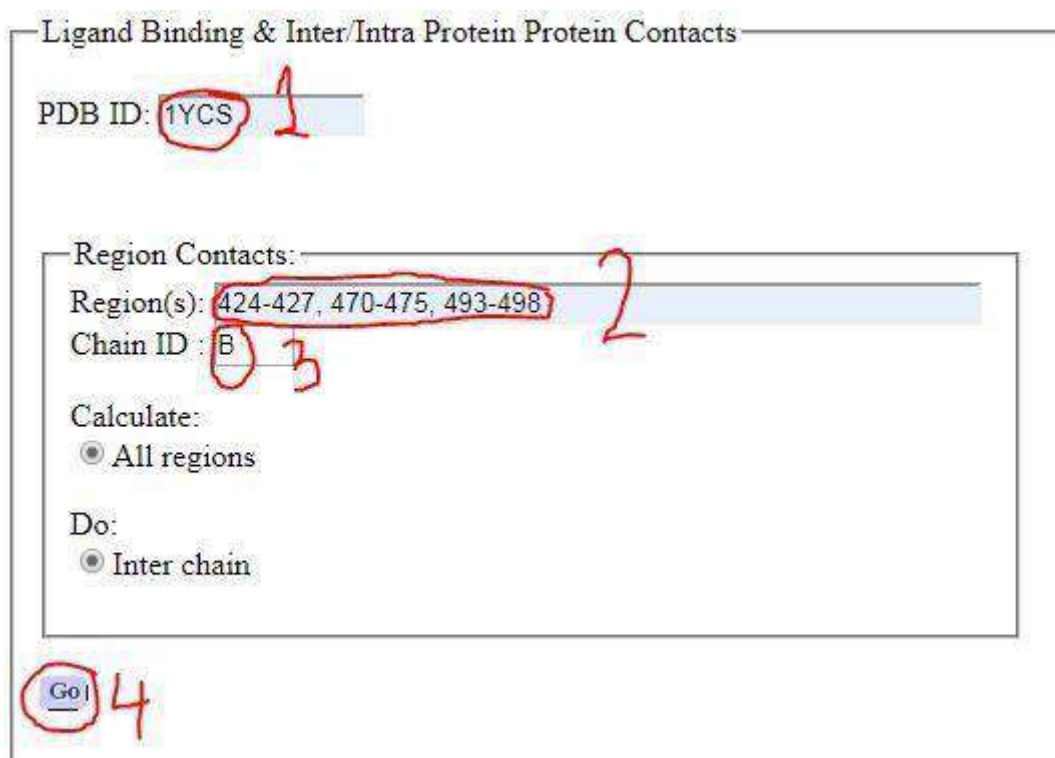 Ligand Binding & Inter/Intra Protein Protein Contacts
PDB ID: 1YCS 1
Region Contacts:
Region(s): 424-427, 470-475, 493-498 2
Chain ID : B 3
Calculate:
All regions
Do:
Inter chain
Go 4